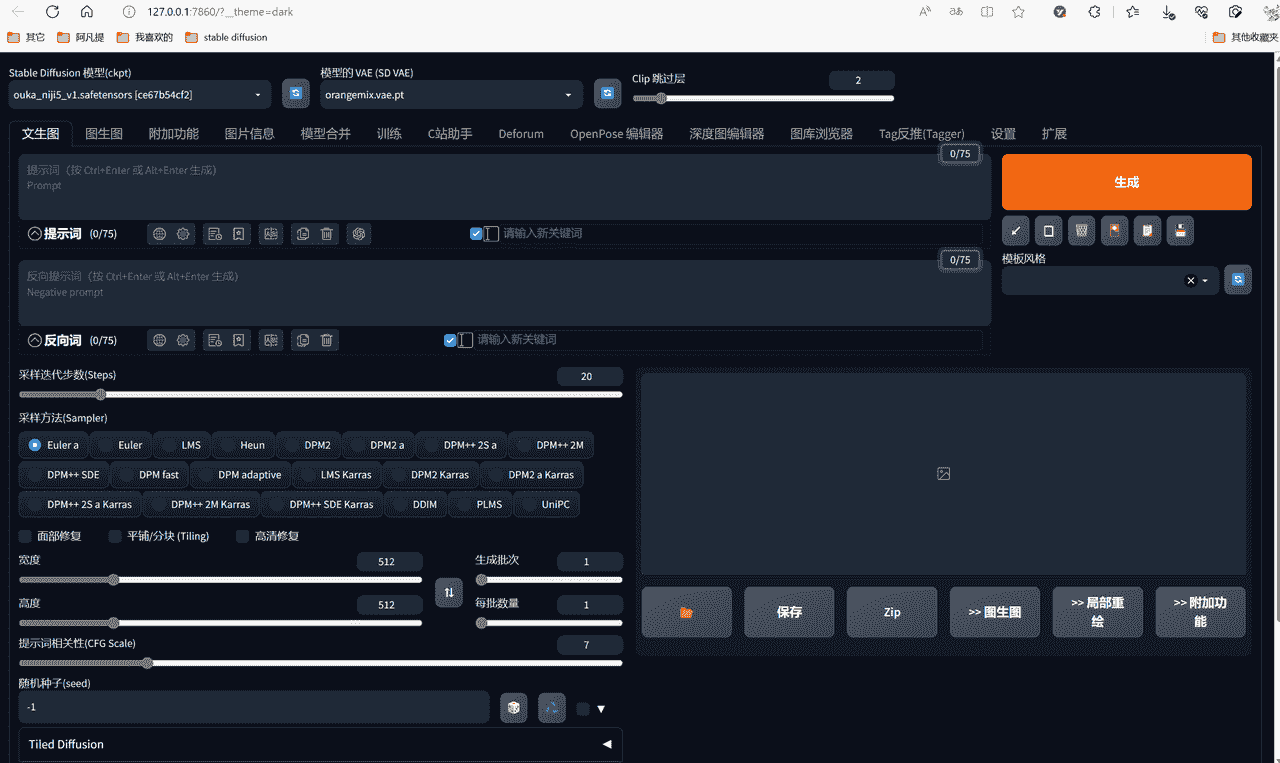 127.0.0.1:7860/?__theme=dark
其它 阿凡提 我喜欢的 stable diffusion 其他收藏夹
Stable Diffusion 模型(ckpt) 模型的 VAE (SD VAE) Clip 跳过层 2
ouka_niji5_v1.safetensors [ce67b54cf2] orangemix.vae.pt
文生图 图生图 附加功能 图片信息 模型合并 训练 C站助手 Deforum OpenPose 编辑器 深度图编辑器 图库浏览器 Tag反推(Tagger) 设置 扩展
0/75
提示词（按 Ctrl+Enter 或 Alt+Enter 生成）
Prompt
生成
提示词 (0/75) 请输入新关键词
模板风格
0/75
反向提示词（按 Ctrl+Enter 或 Alt+Enter 生成）
Negative prompt
反向词 (0/75) 请输入新关键词
采样迭代步数(Steps) 20
采样方法(Sampler)
Euler a Euler LMS Heun DPM2 DPM2 a DPM++ 2S a DPM++ 2M
DPM++ SDE DPM fast DPM adaptive LMS Karras DPM2 Karras DPM2 a Karras
DPM++ 2S a Karras DPM++ 2M Karras DPM++ SDE Karras DDIM PLMS UniPC
面部修复 平铺/分块 (Tiling) 高清修复
宽度 512 生成批次 1
高度 512 每批数量 1
保存 Zip >> 图生图 >> 局部重绘 >> 附加功能
提示词相关性(CFG Scale) 7
随机种子(seed)
-1
Tiled Diffusion